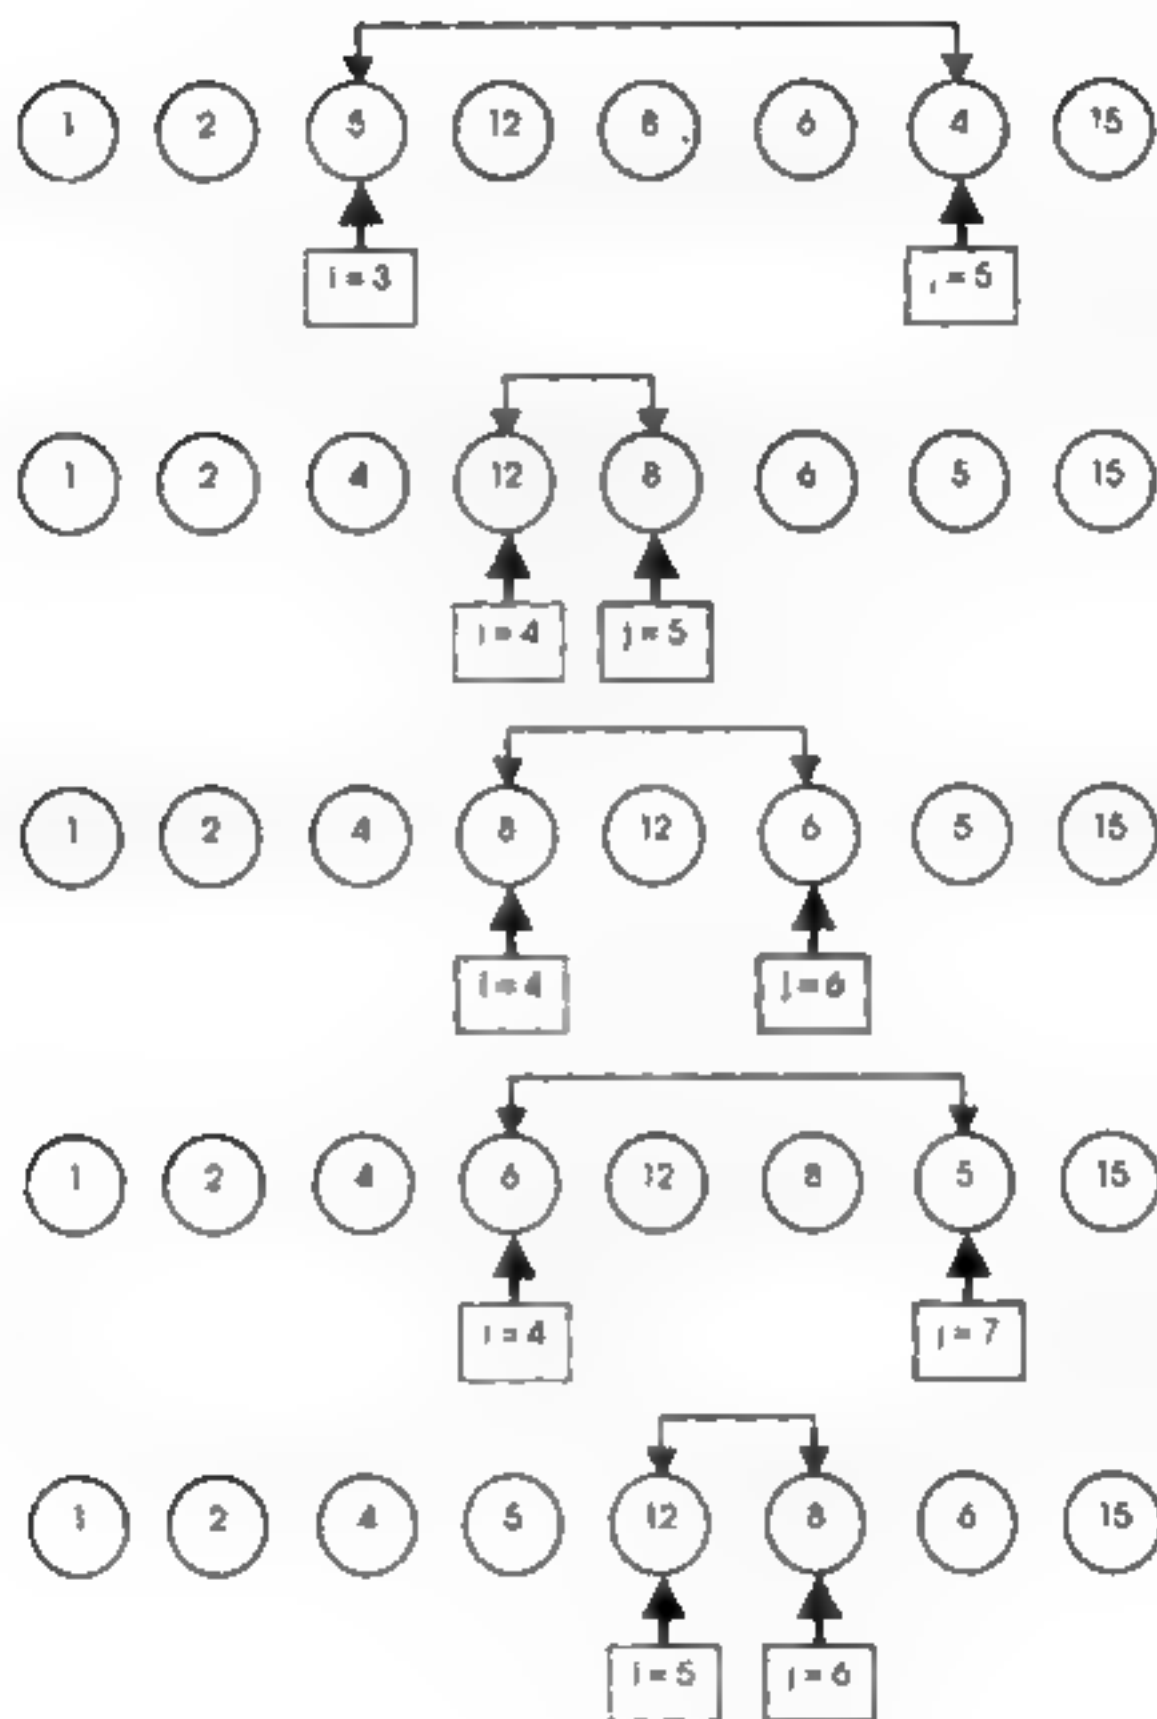 1 2 5 12 8 6 4 15
i = 3 j = 5
1 2 4 12 8 6 5 15
i = 4 j = 5
1 2 4 8 12 6 5 15
i = 4 j = 6
1 2 4 6 12 8 5 15
i = 4 j = 7
1 2 4 5 12 8 6 15
i = 5 j = 6